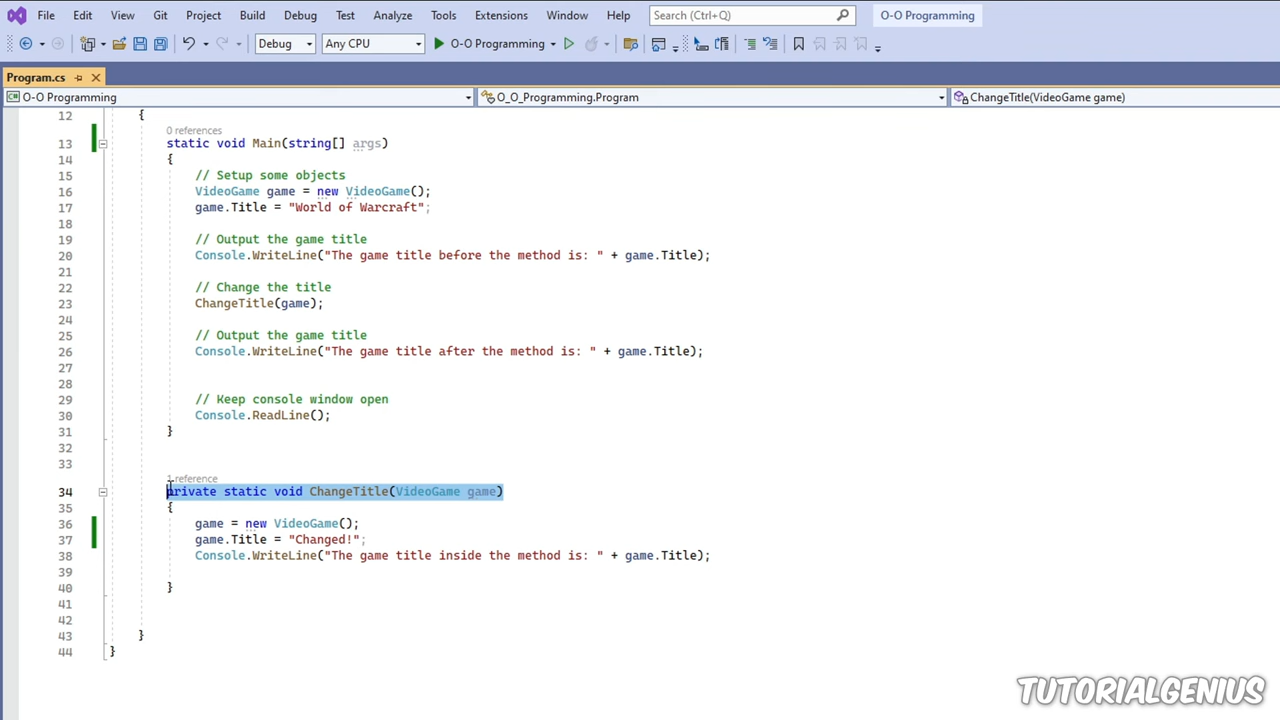 File Edit View Git Project Build Debug Test Analyze Tools Extensions Window Help Search (Ctrl+Q) O-O Programming
Debug Any CPU O-O Programming
Program.cs
O-O Programming O_O_Programming.Program ChangeTitle(VideoGame game)
12 {
0 references
13 static void Main(string[] args)
14 {
15 // Setup some objects
16 VideoGame game = new VideoGame();
17 game.Title = "World of Warcraft";
18
19 // Output the game title
20 Console.WriteLine("The game title before the method is: " + game.Title);
21
22 // Change the title
23 ChangeTitle(game);
24
25 // Output the game title
26 Console.WriteLine("The game title after the method is: " + game.Title);
27
28
29 // Keep console window open
30 Console.ReadLine();
31 }
32
33
1 reference
34 private static void ChangeTitle(VideoGame game)
35 {
36 game = new VideoGame();
37 game.Title = "Changed!";
38 Console.WriteLine("The game title inside the method is: " + game.Title);
39
40 }
41
42
43 }
44 }
TUTORIALGENIUS